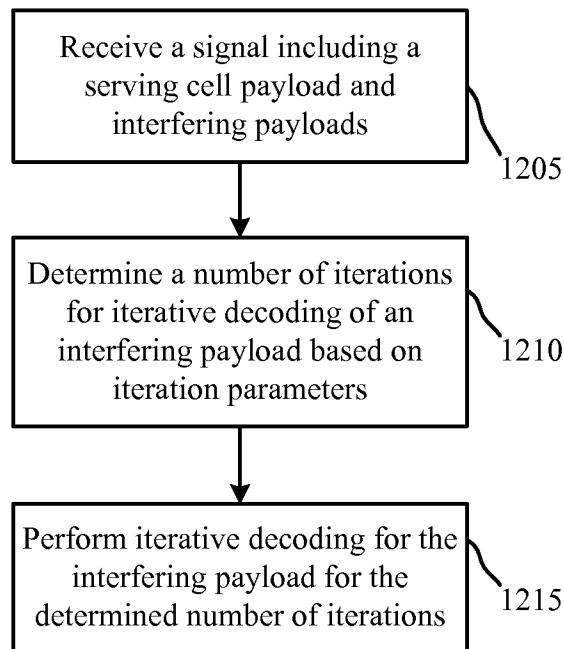 Receive a signal including a
serving cell payload and
interfering payloads
1205
Determine a number of iterations
for iterative decoding of an
interfering payload based on
iteration parameters
1210
Perform iterative decoding for the
interfering payload for the
determined number of iterations
1215